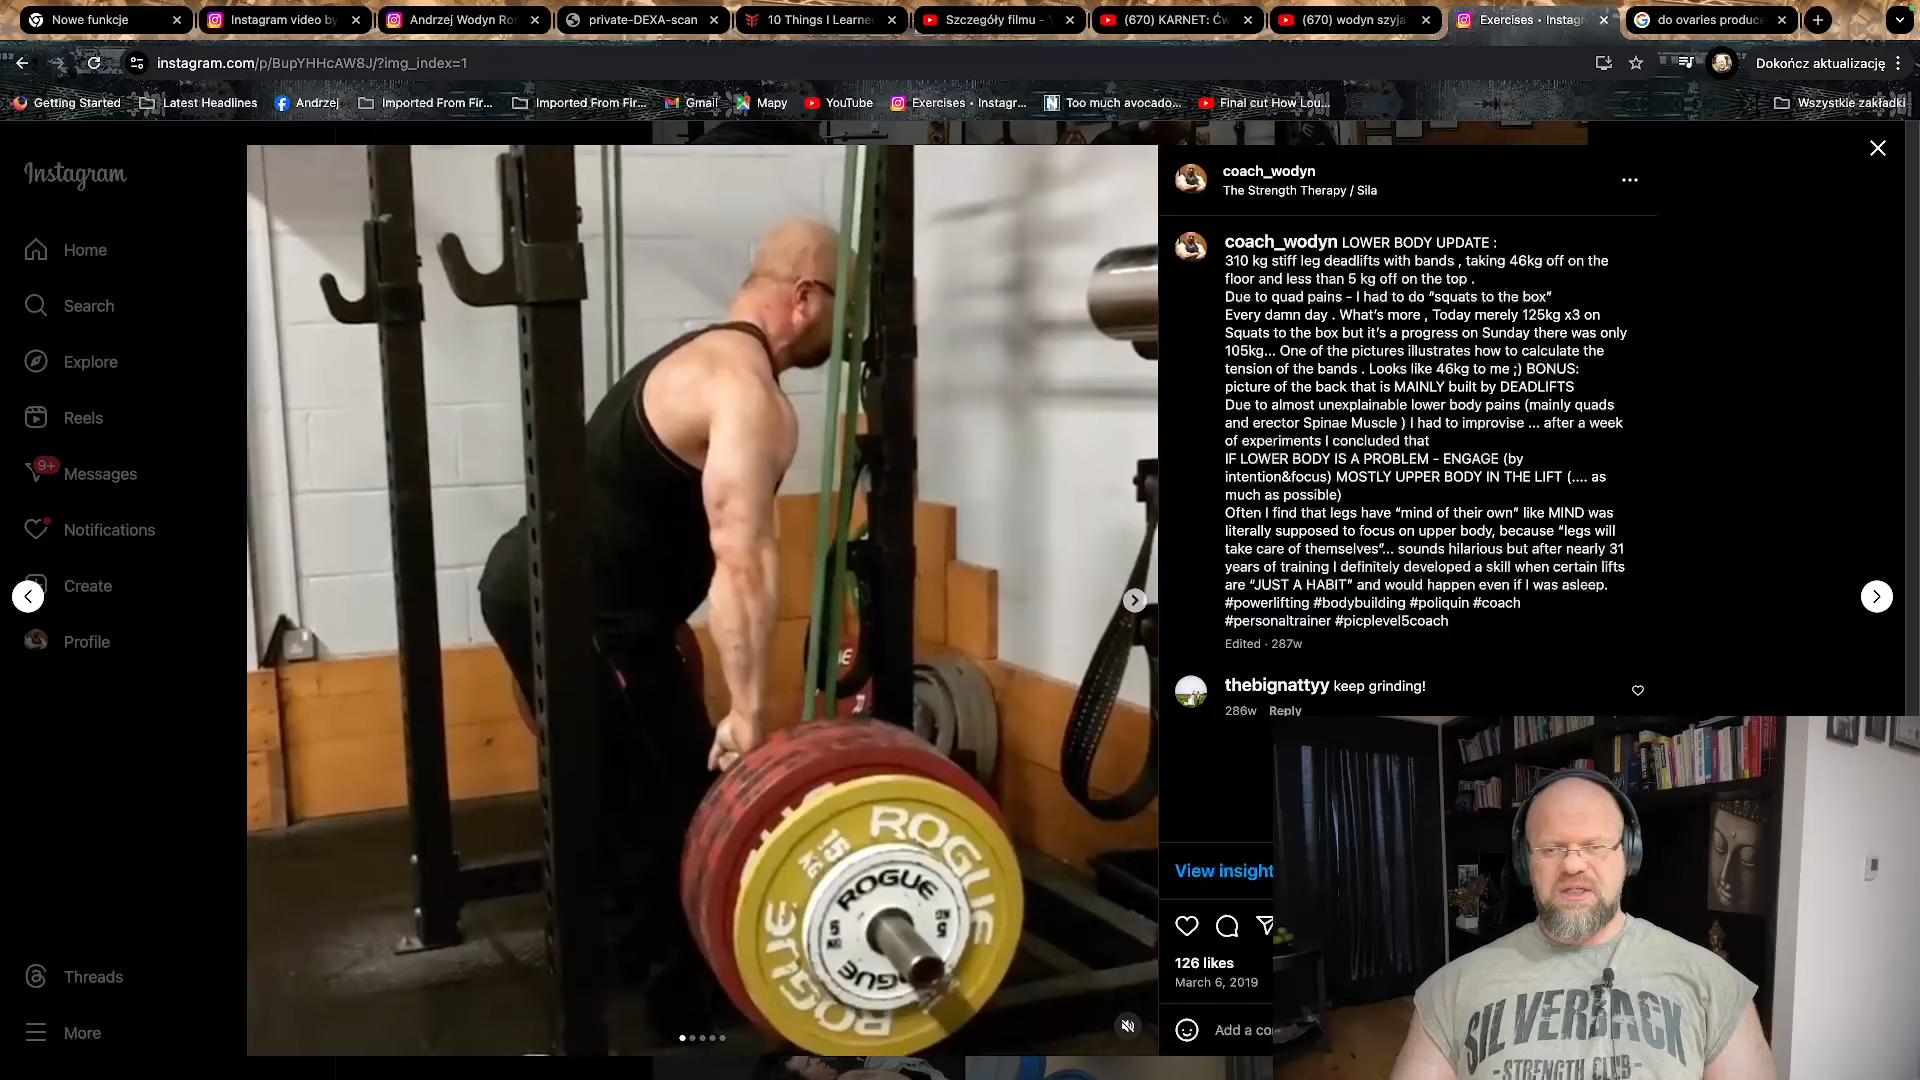 Nowe funkcje
Instagram video by
Andrzej Wodyn Ro
private-DEXA-scan
10 Things I Learne
Szczegóły filmu -
(670) KARNET: Ćw
(670) wodyn szyja
Exercises • Instagr
do ovaries produc
instagram.com/p/BupYHHcAW8J/?img_index=1
Dokończ aktualizację
Getting Started
Latest Headlines
Andrzej
Imported From Fir...
Imported From Fir...
Gmail
Mapy
YouTube
Exercises • Instagr...
Too much avocado...
Final cut How Lou...
Wszystkie zakładki
Instagram
Home
Search
Explore
Reels
9+
Messages
Notifications
Create
Profile
Threads
More
ROGUE
15
KG
ROGUE
5
KG
5
ROGUE
ROGUE
coach_wodyn
The Strength Therapy / Sila
coach_wodyn LOWER BODY UPDATE :
310 kg stiff leg deadlifts with bands , taking 46kg off on the
floor and less than 5 kg off on the top .
Due to quad pains - I had to do “squats to the box”
Every damn day . What’s more , Today merely 125kg x3 on
Squats to the box but it’s a progress on Sunday there was only
105kg... One of the pictures illustrates how to calculate the
tension of the bands . Looks like 46kg to me ;) BONUS:
picture of the back that is MAINLY built by DEADLIFTS
Due to almost unexplainable lower body pains (mainly quads
and erector Spinae Muscle ) I had to improvise ... after a week
of experiments I concluded that
IF LOWER BODY IS A PROBLEM - ENGAGE (by
intention&focus) MOSTLY UPPER BODY IN THE LIFT (.... as
much as possible)
Often I find that legs have “mind of their own” like MIND was
literally supposed to focus on upper body, because “legs will
take care of themselves”... sounds hilarious but after nearly 31
years of training I definitely developed a skill when certain lifts
are “JUST A HABIT” and would happen even if I was asleep.
#powerlifting #bodybuilding #poliquin #coach
#personaltrainer #picplevel5coach
Edited · 287w
thebignattyy keep grinding!
286w Reply
View insight
126 likes
March 6, 2019
Add a co
SILVERBACK
-STRENGTH CLUB-